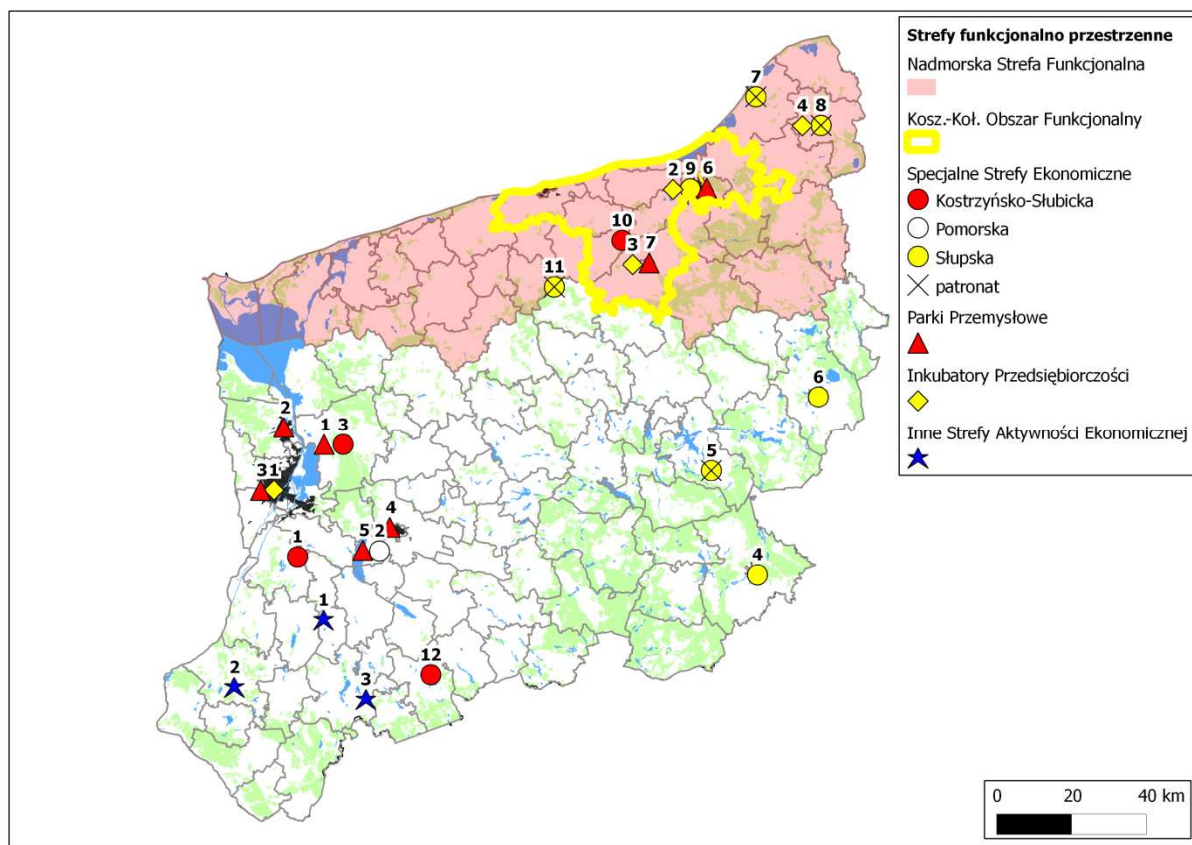 Strefy funkcjonalno przestrzenne
Nadmorska Strefa Funkcjonalna
Kosz.-Koł. Obszar Funkcjonalny
Specjalne Strefy Ekonomiczne
Kostrzyńsko-Słubicka
Pomorska
Słupska
patronat
Parki Przemysłowe
Inkubatory Przedsiębiorczości
Inne Strefy Aktywności Ekonomicznej
7
4 8
2 9 6
10
3 7
11
6
2
1 3
5
31
4
5 2
1
4
1
12
2
3
0 20 40 km